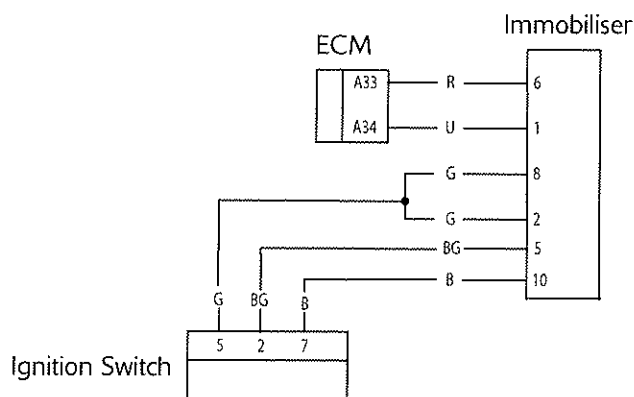 Immobiliser
ECM
A33 R 6
A34 U 1
G 8
G 2
BG 5
B 10
G BG B
5 2 7
Ignition Switch